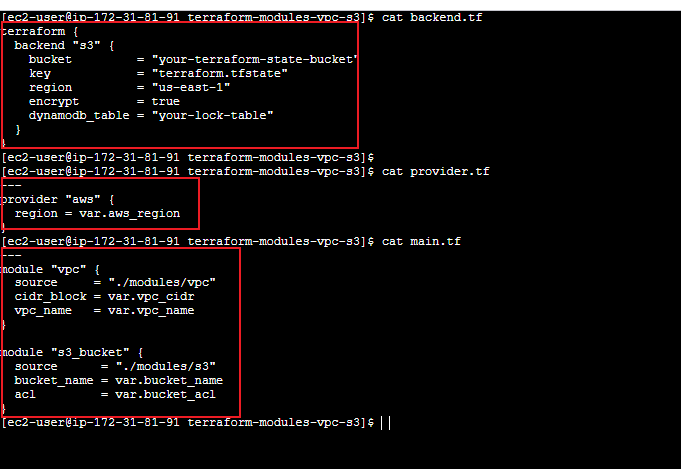 [ec2-user@ip-172-31-81-91 terraform-modules-vpc-s3]$ cat backend.tf
terraform {
  backend "s3" {
    bucket         = "your-terraform-state-bucket"
    key            = "terraform.tfstate"
    region         = "us-east-1"
    encrypt        = true
    dynamodb_table = "your-lock-table"
  }
}
[ec2-user@ip-172-31-81-91 terraform-modules-vpc-s3]$
[ec2-user@ip-172-31-81-91 terraform-modules-vpc-s3]$ cat provider.tf
---
provider "aws" {
  region = var.aws_region
}
[ec2-user@ip-172-31-81-91 terraform-modules-vpc-s3]$ cat main.tf
---
module "vpc" {
  source     = "./modules/vpc"
  cidr_block = var.vpc_cidr
  vpc_name   = var.vpc_name
}

module "s3_bucket" {
  source      = "./modules/s3"
  bucket_name = var.bucket_name
  acl         = var.bucket_acl
}
[ec2-user@ip-172-31-81-91 terraform-modules-vpc-s3]$